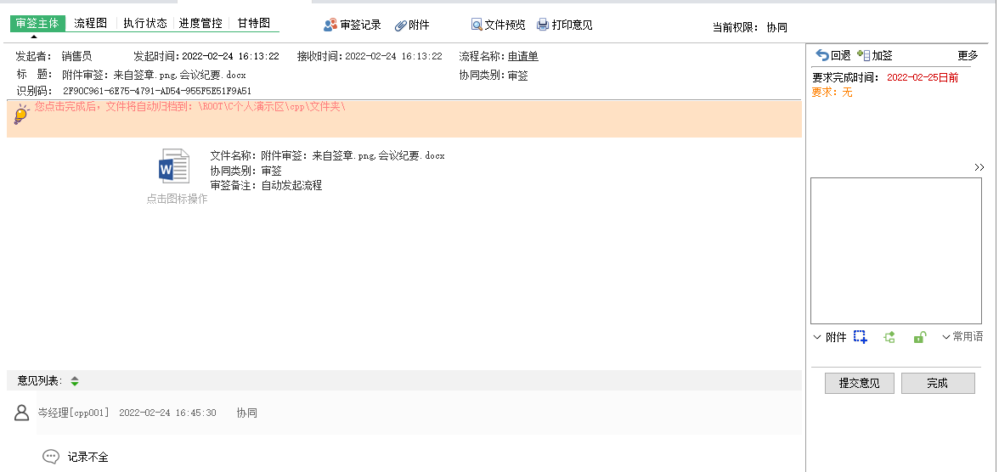 审签主体 流程图 执行状态 进度管控 甘特图 审签记录 附件 文件预览 打印意见 当前权限： 协同
发起者： 销售员 发起时间:2022-02-24 16:13:22 接收时间:2022-02-24 16:13:22 流程名称:申请单
标 题： 附件审签：来自签章.png,会议纪要.docx 协同类别:审签
识别码： 2F90C961-6E75-4791-AD54-955F5E51F9A51
您点击完成后，文件将自动归档到：\ROOT\C个人演示区\cpp\文件夹\
文件名称：附件审签：来自签章.png,会议纪要.docx
协同类别：审签
审签备注：自动发起流程
点击图标操作
意见列表:
岑经理[cpp001] 2022-02-24 16:45:30 协同
记录不全
回退 加签 更多
要求完成时间： 2022-02-25日前
要求：无
附件 常用语
提交意见 完成